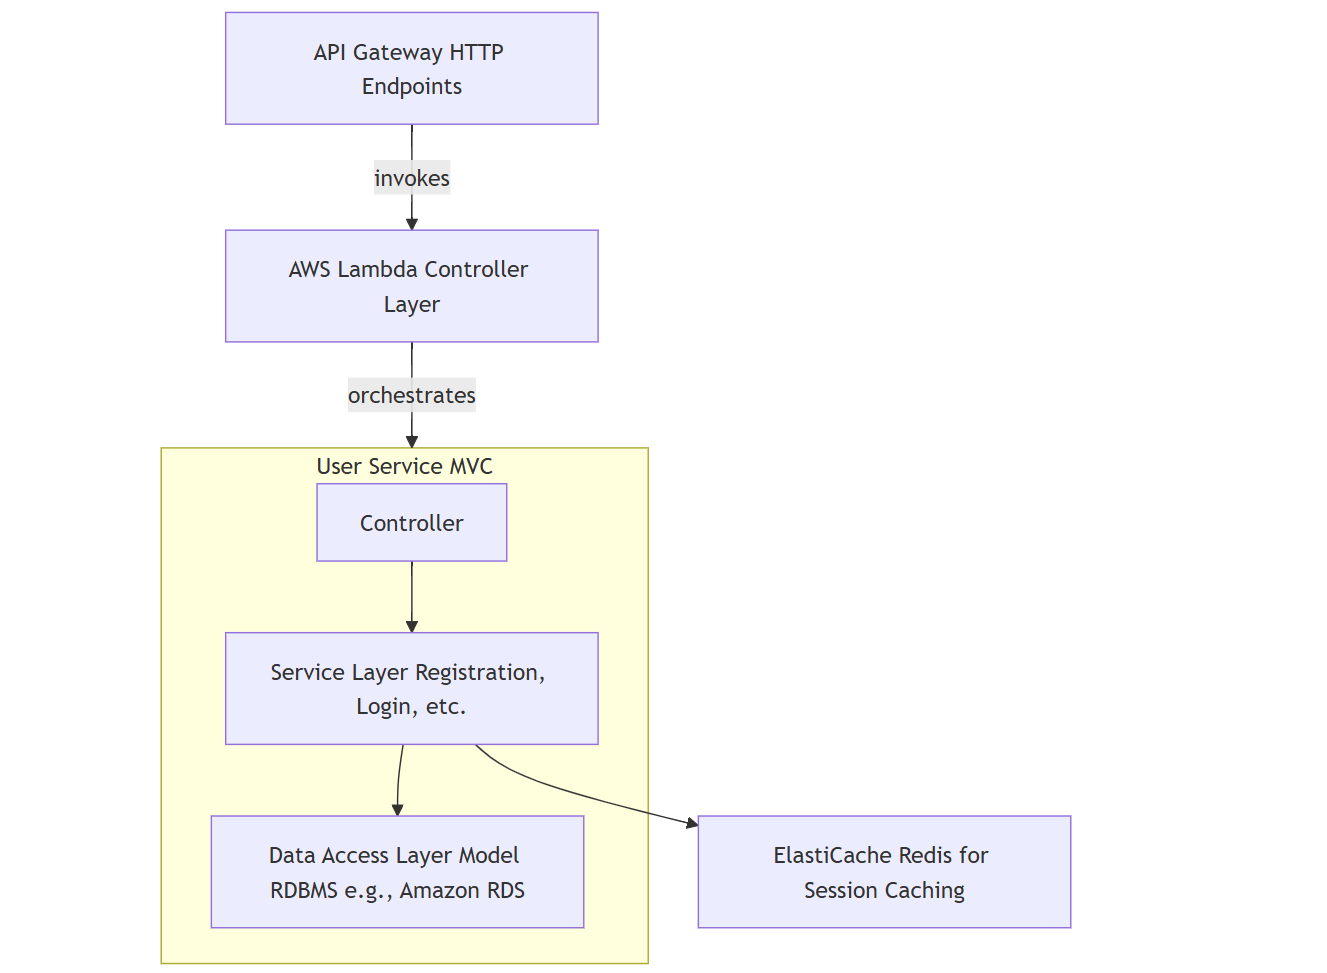 API Gateway HTTP
Endpoints
invokes
AWS Lambda Controller
Layer
orchestrates
User Service MVC
Controller
Service Layer Registration,
Login, etc.
Data Access Layer Model
RDBMS e.g., Amazon RDS
ElastiCache Redis for
Session Caching